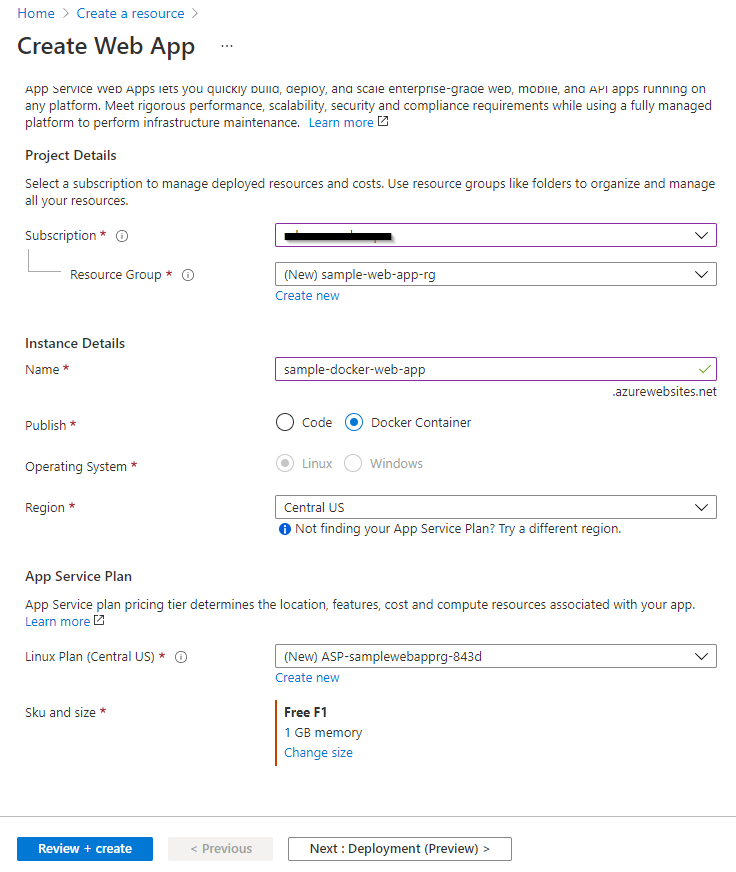 Home > Create a resource >
Create Web App ...
App Service Web Apps lets you quickly build, deploy, and scale enterprise-grade web, mobile, and API apps running on
any platform. Meet rigorous performance, scalability, security and compliance requirements while using a fully managed
platform to perform infrastructure maintenance. Learn more
Project Details
Select a subscription to manage deployed resources and costs. Use resource groups like folders to organize and manage
all your resources.
Subscription *
Resource Group * (New) sample-web-app-rg
Create new
Instance Details
Name * sample-docker-web-app
.azurewebsites.net
Publish * Code Docker Container
Operating System * Linux Windows
Region * Central US
Not finding your App Service Plan? Try a different region.
App Service Plan
App Service plan pricing tier determines the location, features, cost and compute resources associated with your app.
Learn more
Linux Plan (Central US) * (New) ASP-samplewebapprg-843d
Create new
Sku and size * Free F1
1 GB memory
Change size
Review + create < Previous Next : Deployment (Preview) >